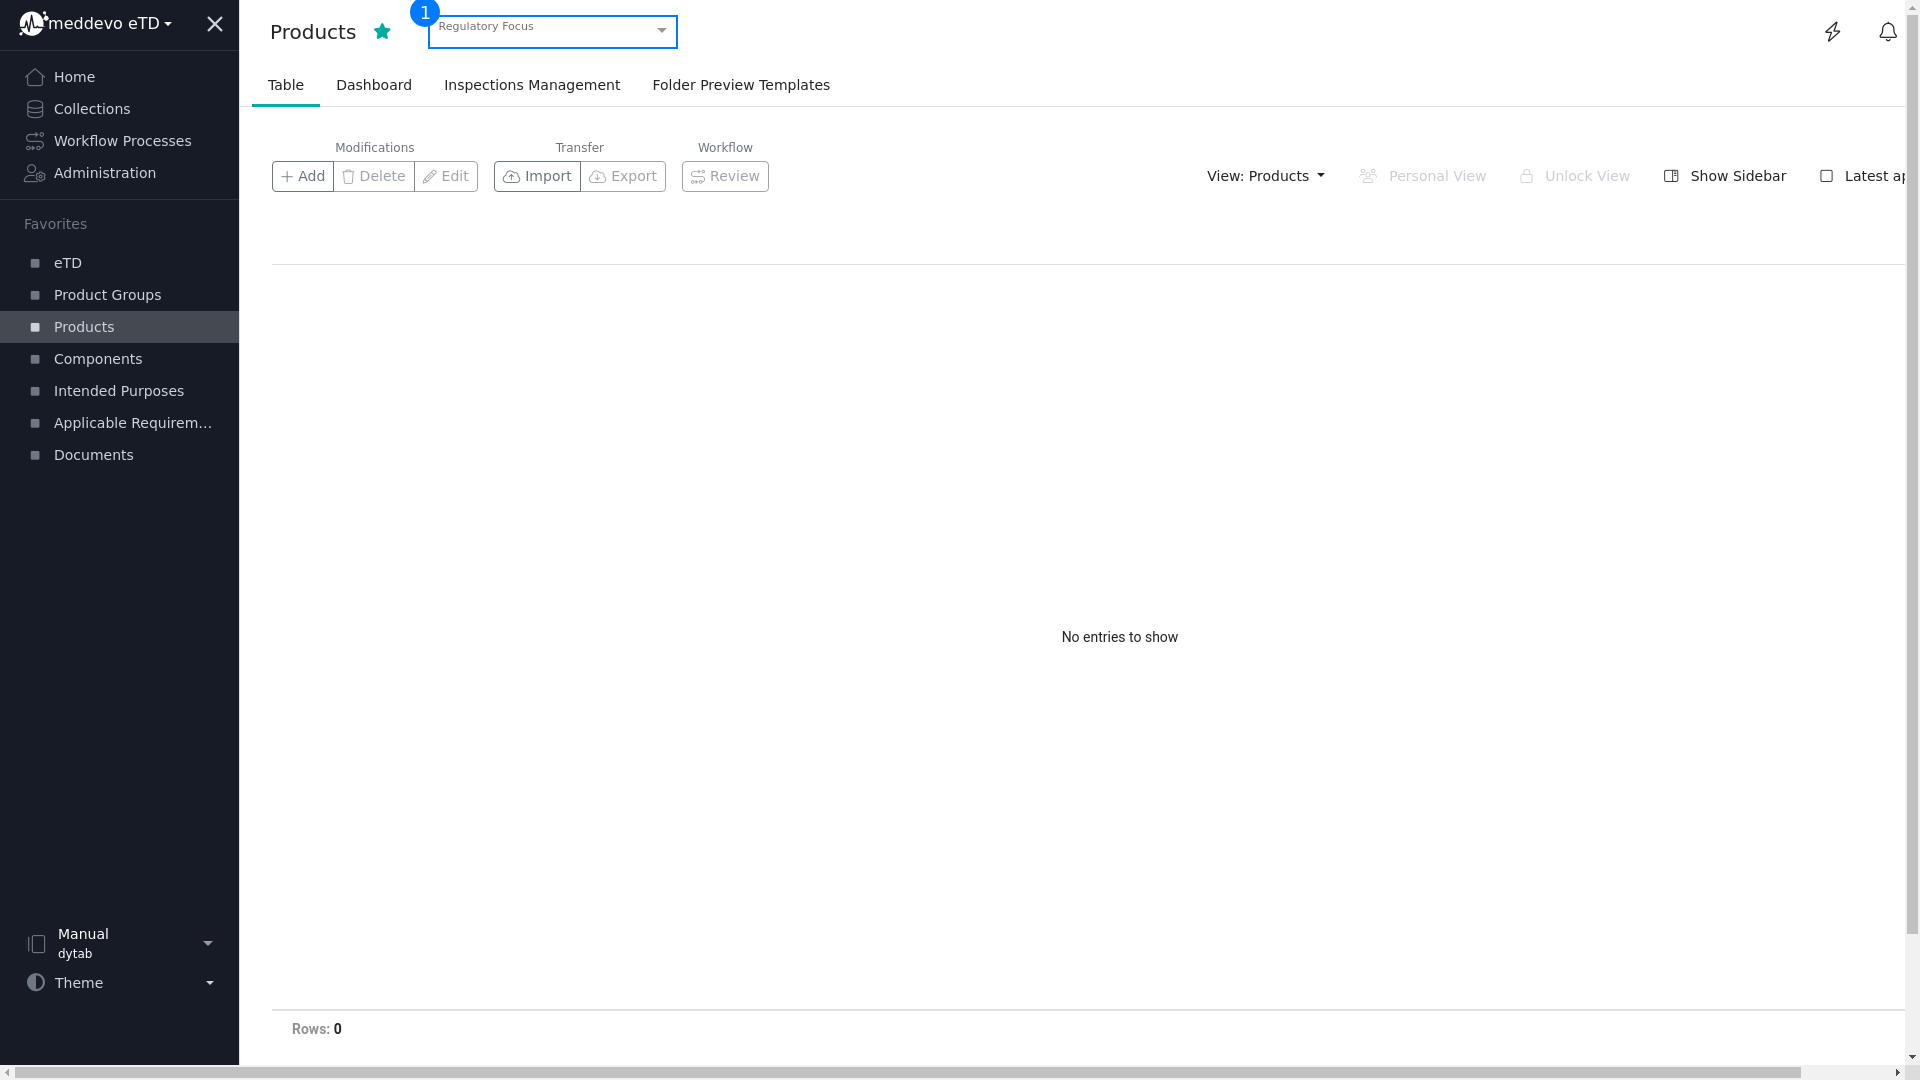 meddevo eTD
Home
Collections
Workflow Processes
Administration
Favorites
eTD
Product Groups
Products
Components
Intended Purposes
Applicable Requirem...
Documents
Manual
dytab
Theme
Products
1
Regulatory Focus
Table
Dashboard
Inspections Management
Folder Preview Templates
Modifications
Transfer
Workflow
Add
Delete
Edit
Import
Export
Review
View: Products
Personal View
Unlock View
Show Sidebar
Latest ap
No entries to show
Rows: 0